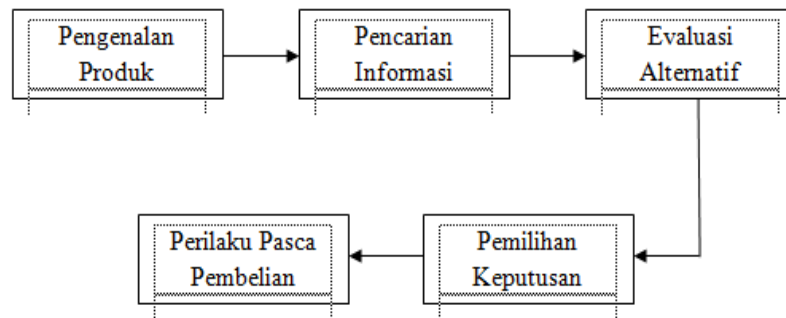 Pengenalan
Produk
Pencarian
Informasi
Evaluasi
Alternatif
Pemilihan
Keputusan
Perilaku Pasca
Pembelian